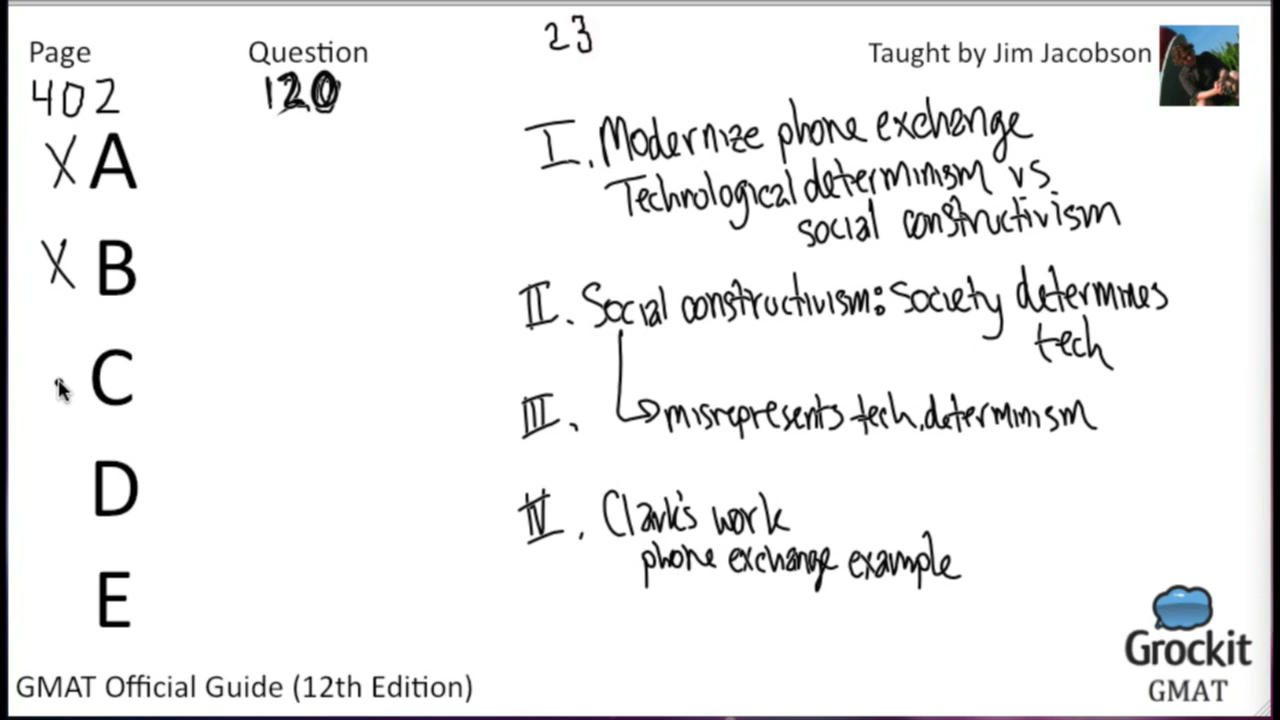 23
Page Question Taught by Jim Jacobson
402 120
X A
X B
C
D
E
I. Modernize phone exchange
Technological determinism vs
social constructivism
II. Social constructivism: Society determines
tech
III. misrepresents tech. determinism
IV. Clark's work
phone exchange example
Grockit
GMAT
GMAT Official Guide (12th Edition)